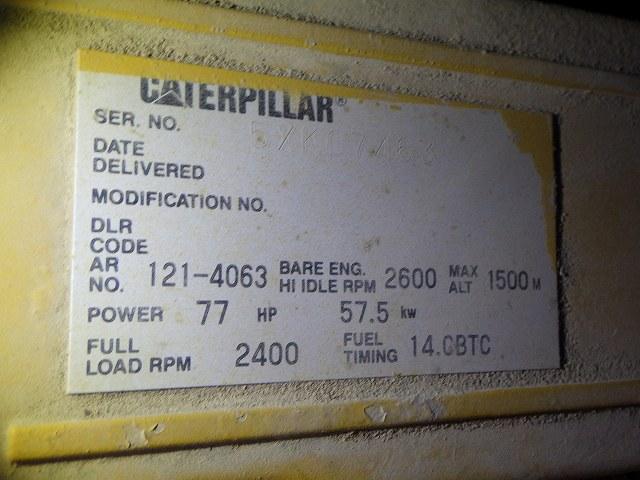 CATERPILLAR®
SER. NO.
DATE
DELIVERED
MODIFICATION NO.
DLR
CODE
AR
NO. 121-4063 BARE ENG.
HI IDLE RPM 2600 MAX
ALT 1500 M
POWER 77 HP 57.5 kw
FULL
LOAD RPM 2400 FUEL
TIMING 14.0BTC